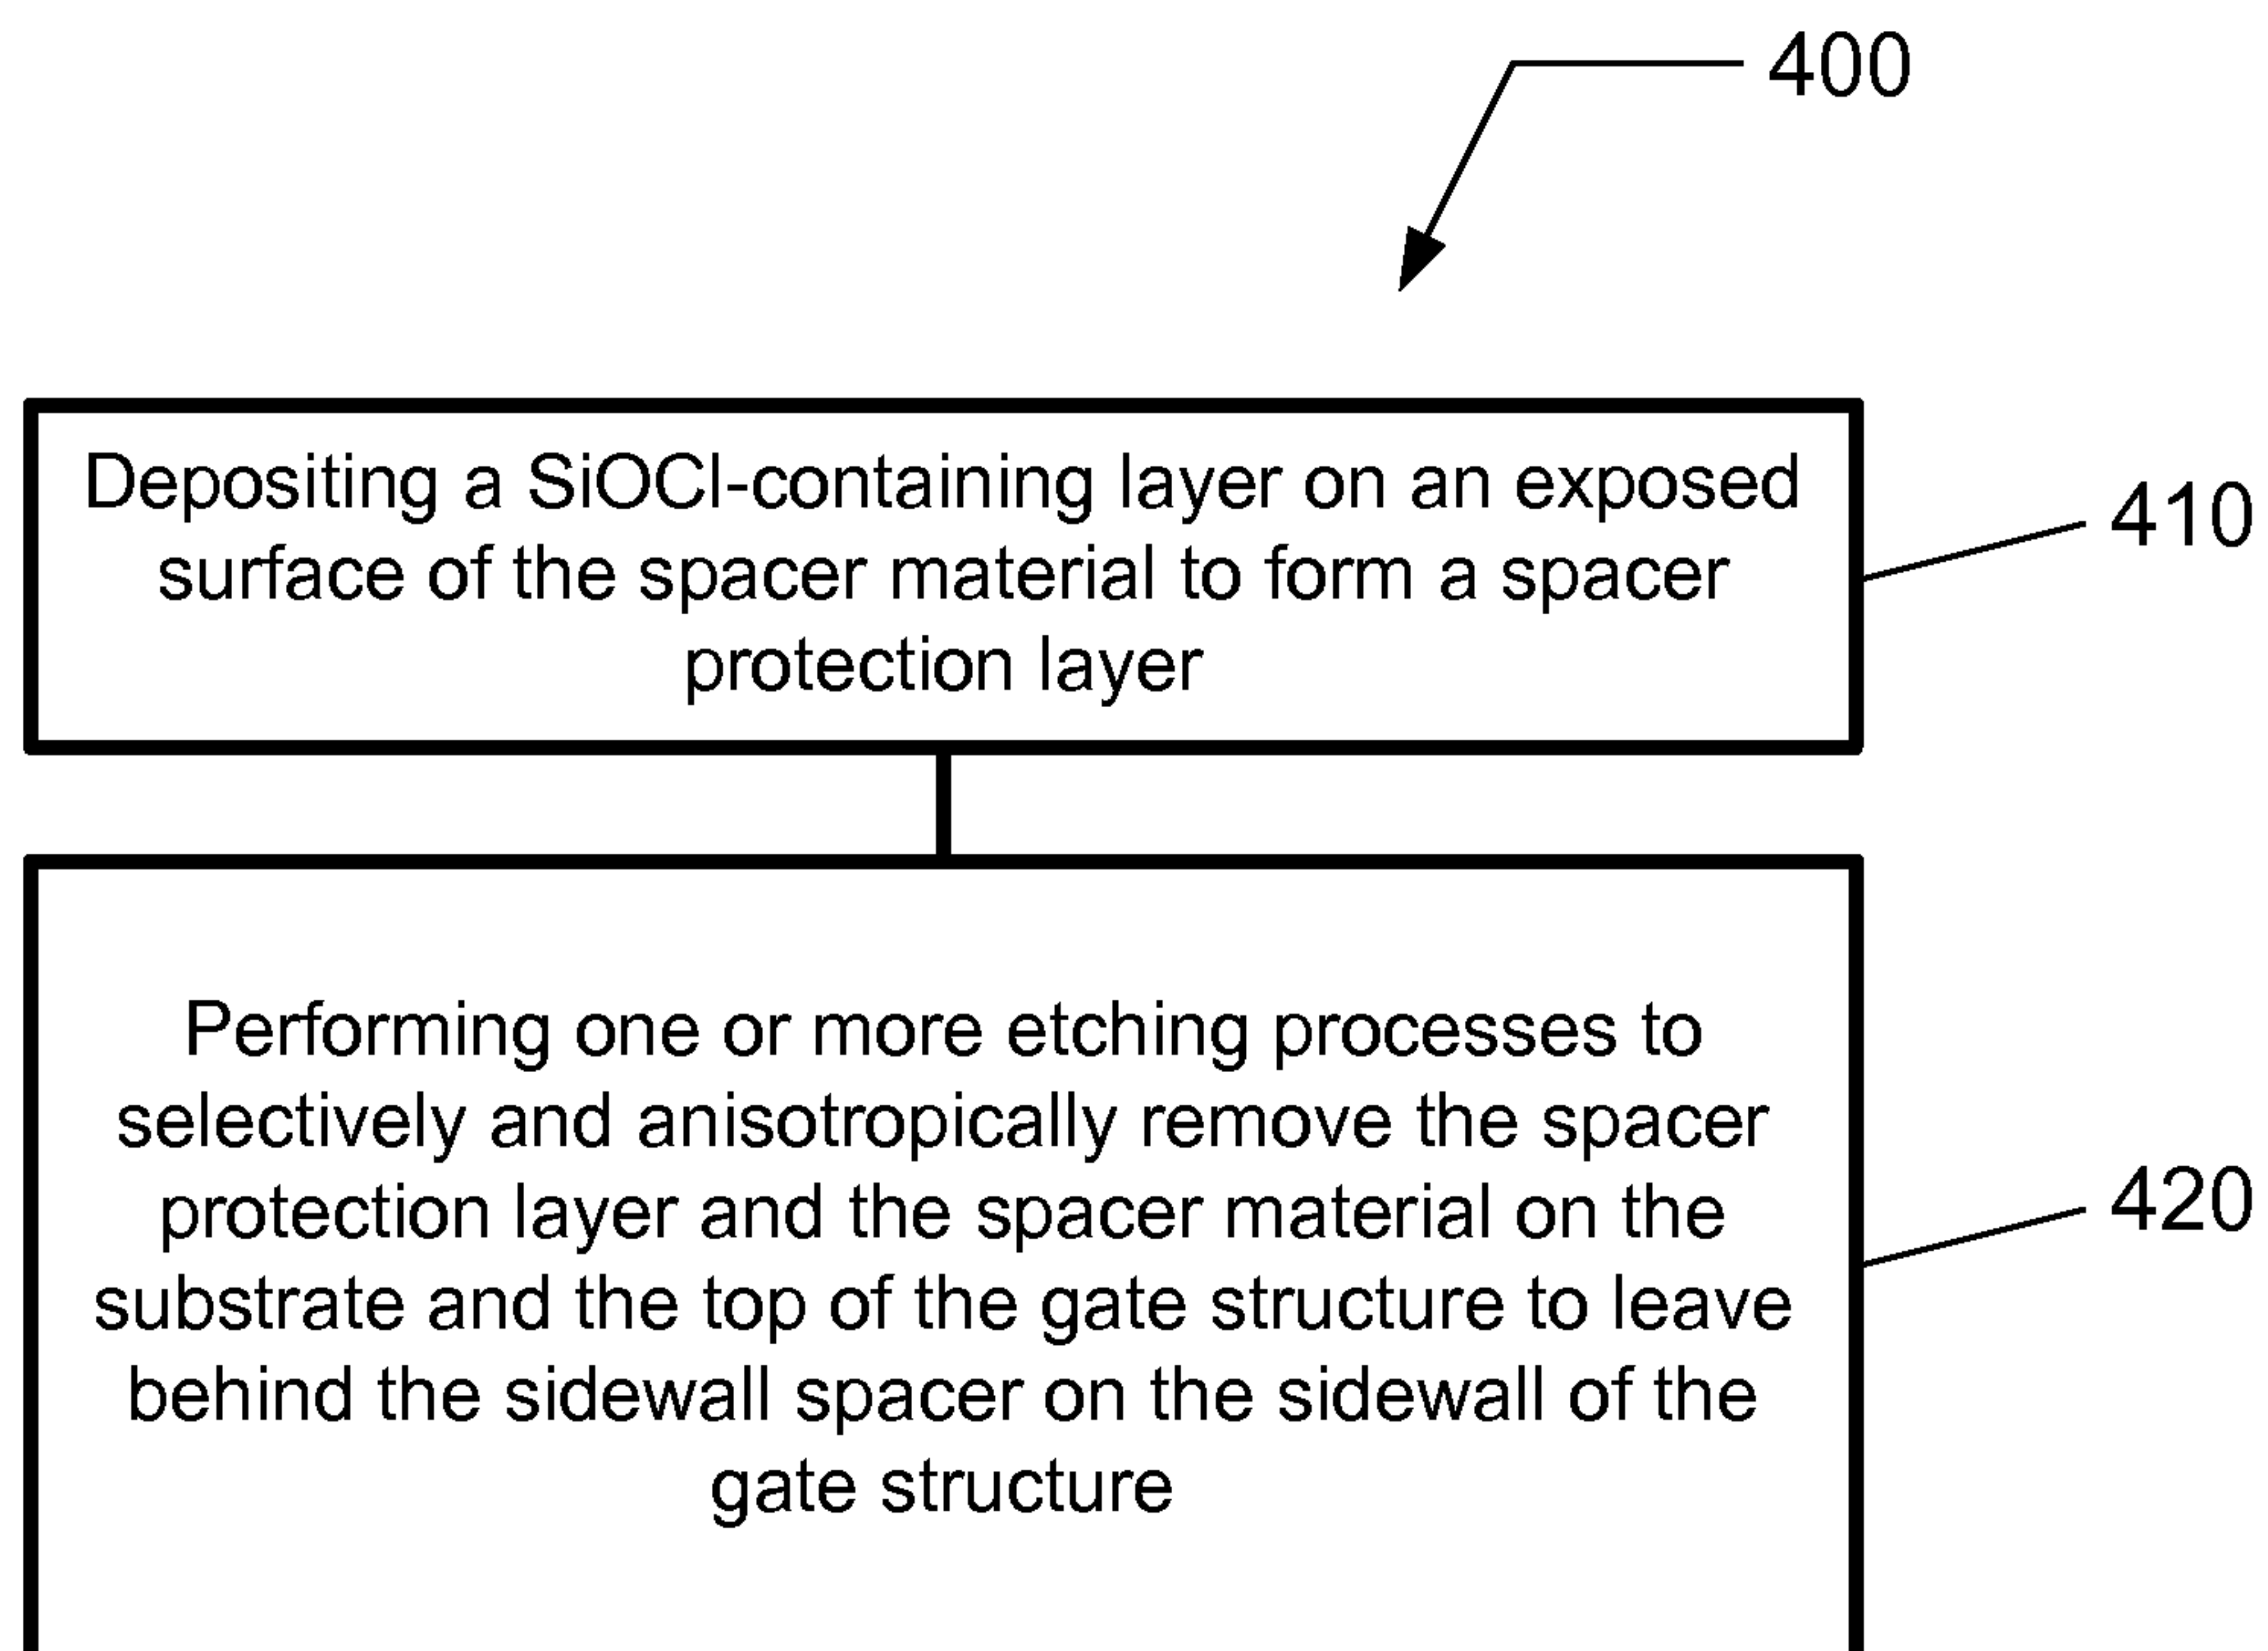 400
Depositing a SiOCl-containing layer on an exposed
surface of the spacer material to form a spacer
protection layer
410
Performing one or more etching processes to
selectively and anisotropically remove the spacer
protection layer and the spacer material on the
substrate and the top of the gate structure to leave
behind the sidewall spacer on the sidewall of the
gate structure
420